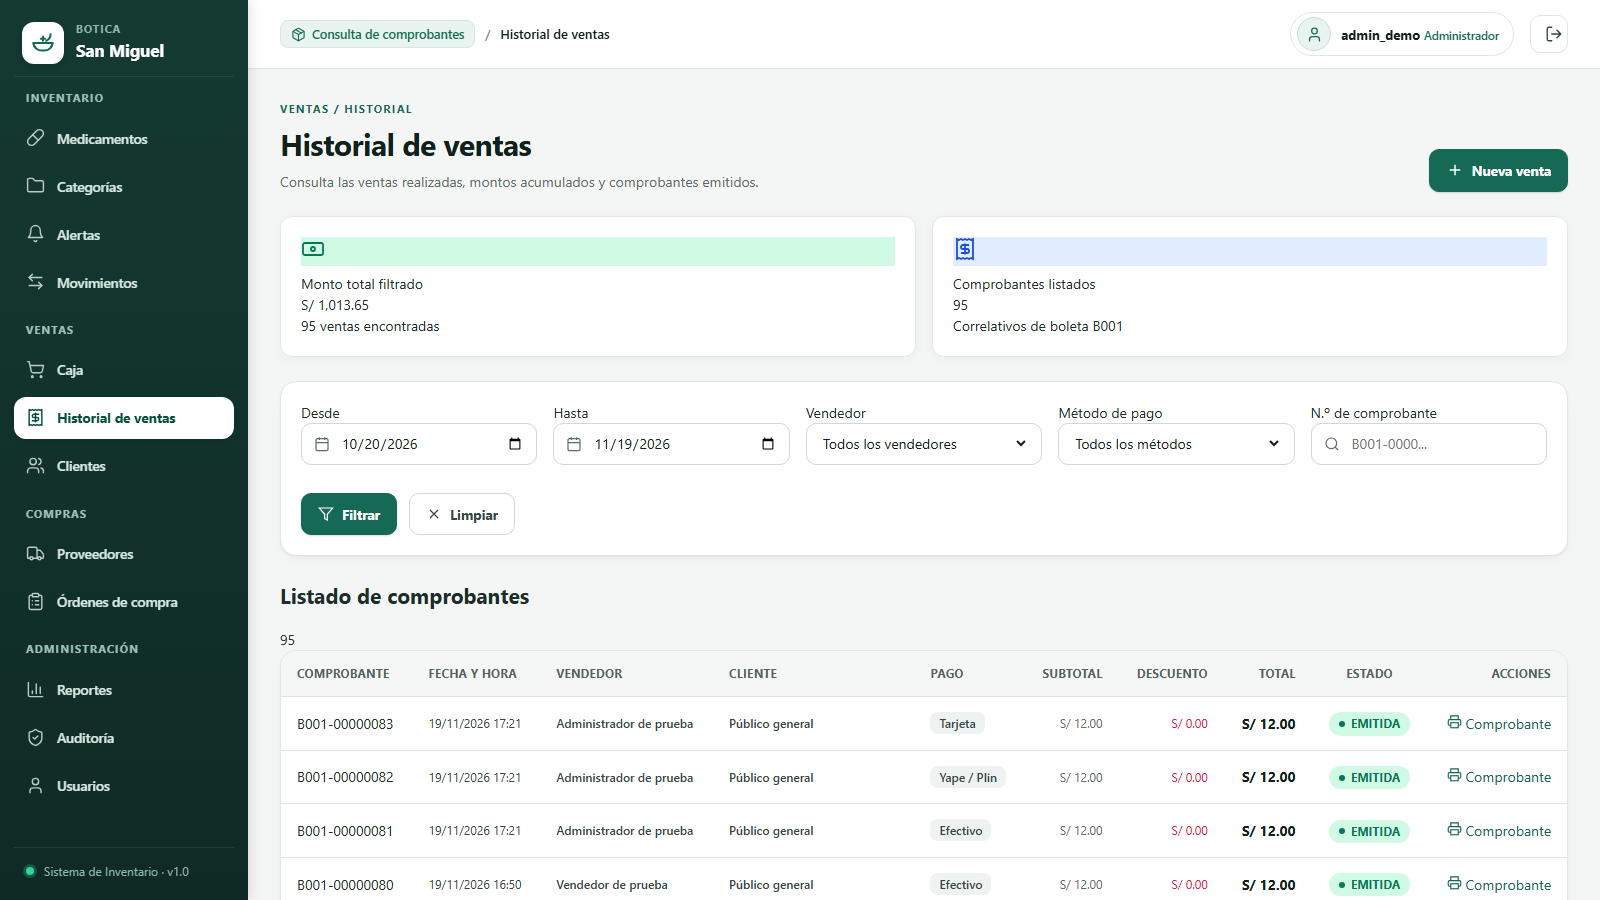 BOTICA
San Miguel
INVENTARIO
Medicamentos
Categorías
Alertas
Movimientos
VENTAS
Caja
Historial de ventas
Clientes
COMPRAS
Proveedores
Órdenes de compra
ADMINISTRACIÓN
Reportes
Auditoría
Usuarios
Sistema de Inventario · v1.0
Consulta de comprobantes / Historial de ventas
admin_demo Administrador
VENTAS / HISTORIAL
Historial de ventas
Consulta las ventas realizadas, montos acumulados y comprobantes emitidos.
+ Nueva venta
Monto total filtrado
S/ 1,013.65
95 ventas encontradas
Comprobantes listados
95
Correlativos de boleta B001
Desde Hasta Vendedor Método de pago N.º de comprobante
10/20/2026 11/19/2026 Todos los vendedores Todos los métodos B001-0000...
Filtrar Limpiar
Listado de comprobantes
95
COMPROBANTE FECHA Y HORA VENDEDOR CLIENTE PAGO SUBTOTAL DESCUENTO TOTAL ESTADO ACCIONES
B001-00000083 19/11/2026 17:21 Administrador de prueba Público general Tarjeta S/ 12.00 S/ 0.00 S/ 12.00 EMITIDA Comprobante
B001-00000082 19/11/2026 17:21 Administrador de prueba Público general Yape / Plin S/ 12.00 S/ 0.00 S/ 12.00 EMITIDA Comprobante
B001-00000081 19/11/2026 17:21 Administrador de prueba Público general Efectivo S/ 12.00 S/ 0.00 S/ 12.00 EMITIDA Comprobante
B001-00000080 19/11/2026 16:50 Vendedor de prueba Público general Efectivo S/ 12.00 S/ 0.00 S/ 12.00 EMITIDA Comprobante